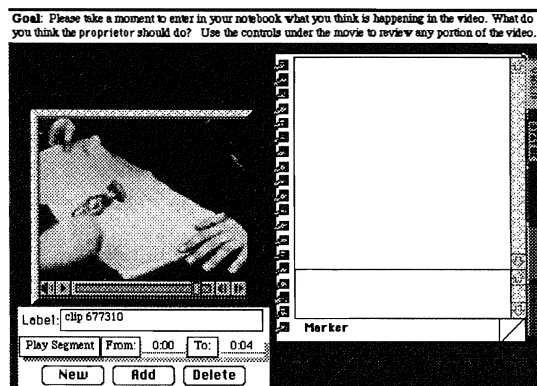 Goal: Please take a moment to enter in your notebook what you think is happening in the video. What do
you think the proprietor should do? Use the controls under the movie to review any portion of the video.
Label: clip 677310
Play Segment From: 0:00 To: 0:04
New Add Delete
Marker